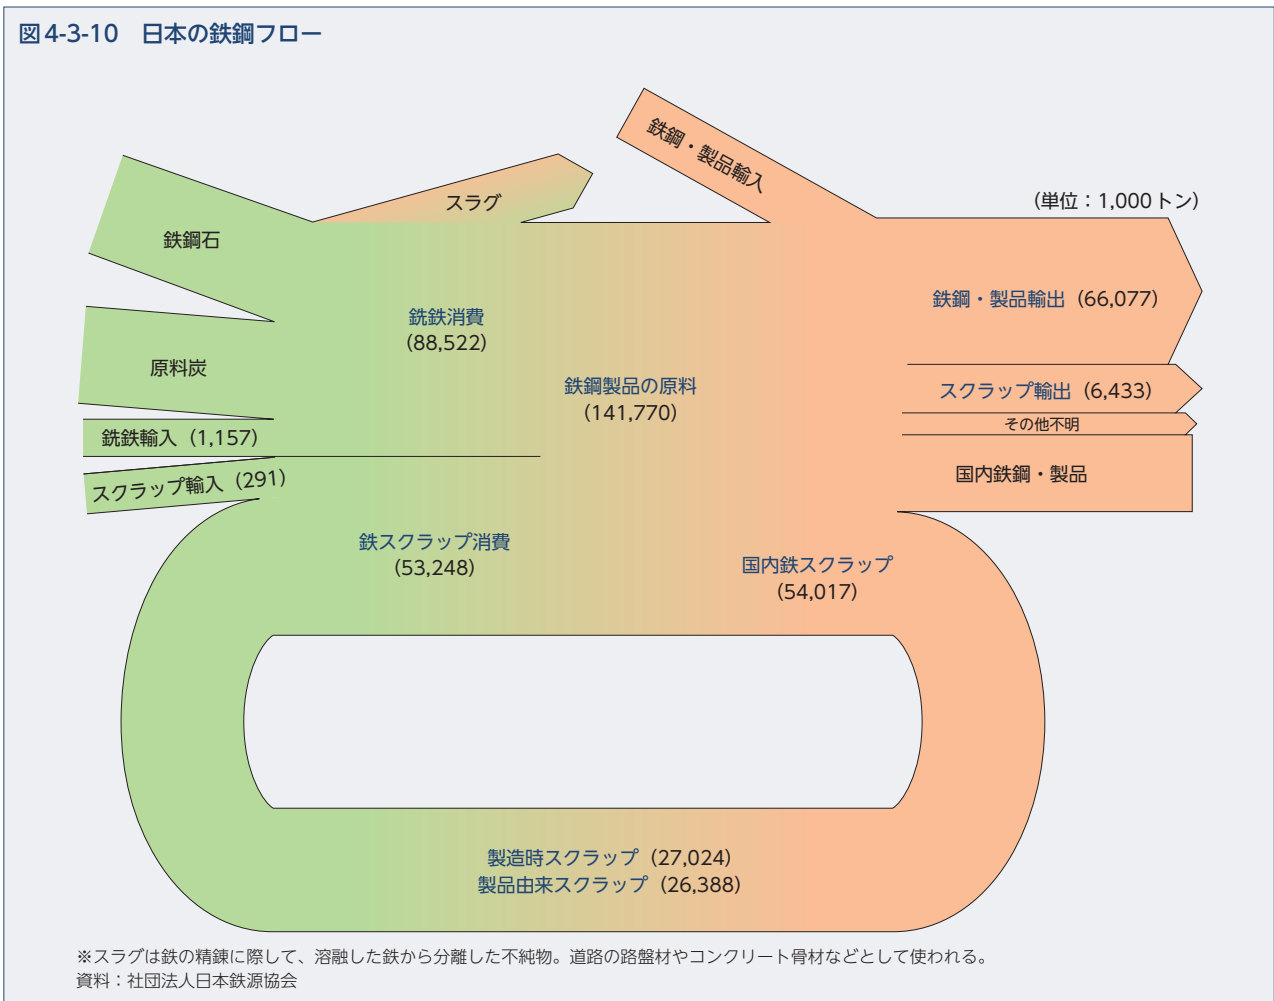 図4-3-10　日本の鉄鋼フロー
鉄鋼・製品輸入
（単位：1,000トン）
スラグ
鉄鋼石
鉄鋼・製品輸出（66,077）
銑鉄消費
（88,522）
原料炭
鉄鋼製品の原料
（141,770）
スクラップ輸出（6,433）
その他不明
銑鉄輸入（1,157）
国内鉄鋼・製品
スクラップ輸入（291）
鉄スクラップ消費
（53,248）
国内鉄スクラップ
（54,017）
製造時スクラップ（27,024）
製品由来スクラップ（26,388）
※スラグは鉄の精錬に際して、溶融した鉄から分離した不純物。道路の路盤材やコンクリート骨材などとして使われる。
資料：社団法人日本鉄源協会